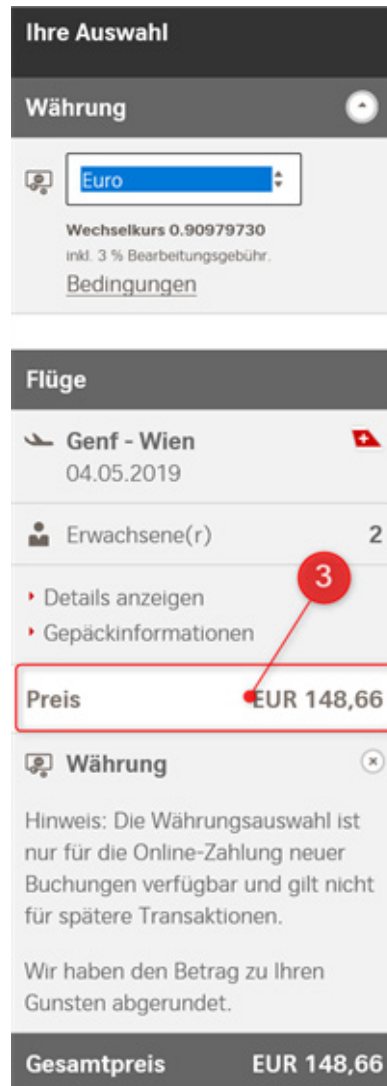 Ihre Auswahl
Währung
Euro
Wechselkurs 0.90979730
inkl. 3 % Bearbeitungsgebühr.
Bedingungen
Flüge
Genf - Wien
04.05.2019
Erwachsene(r) 2
3
Details anzeigen
Gepäckinformationen
Preis EUR 148,66
Währung
Hinweis: Die Währungsauswahl ist
nur für die Online-Zahlung neuer
Buchungen verfügbar und gilt nicht
für spätere Transaktionen.
Wir haben den Betrag zu Ihren
Gunsten abgerundet.
Gesamtpreis EUR 148,66